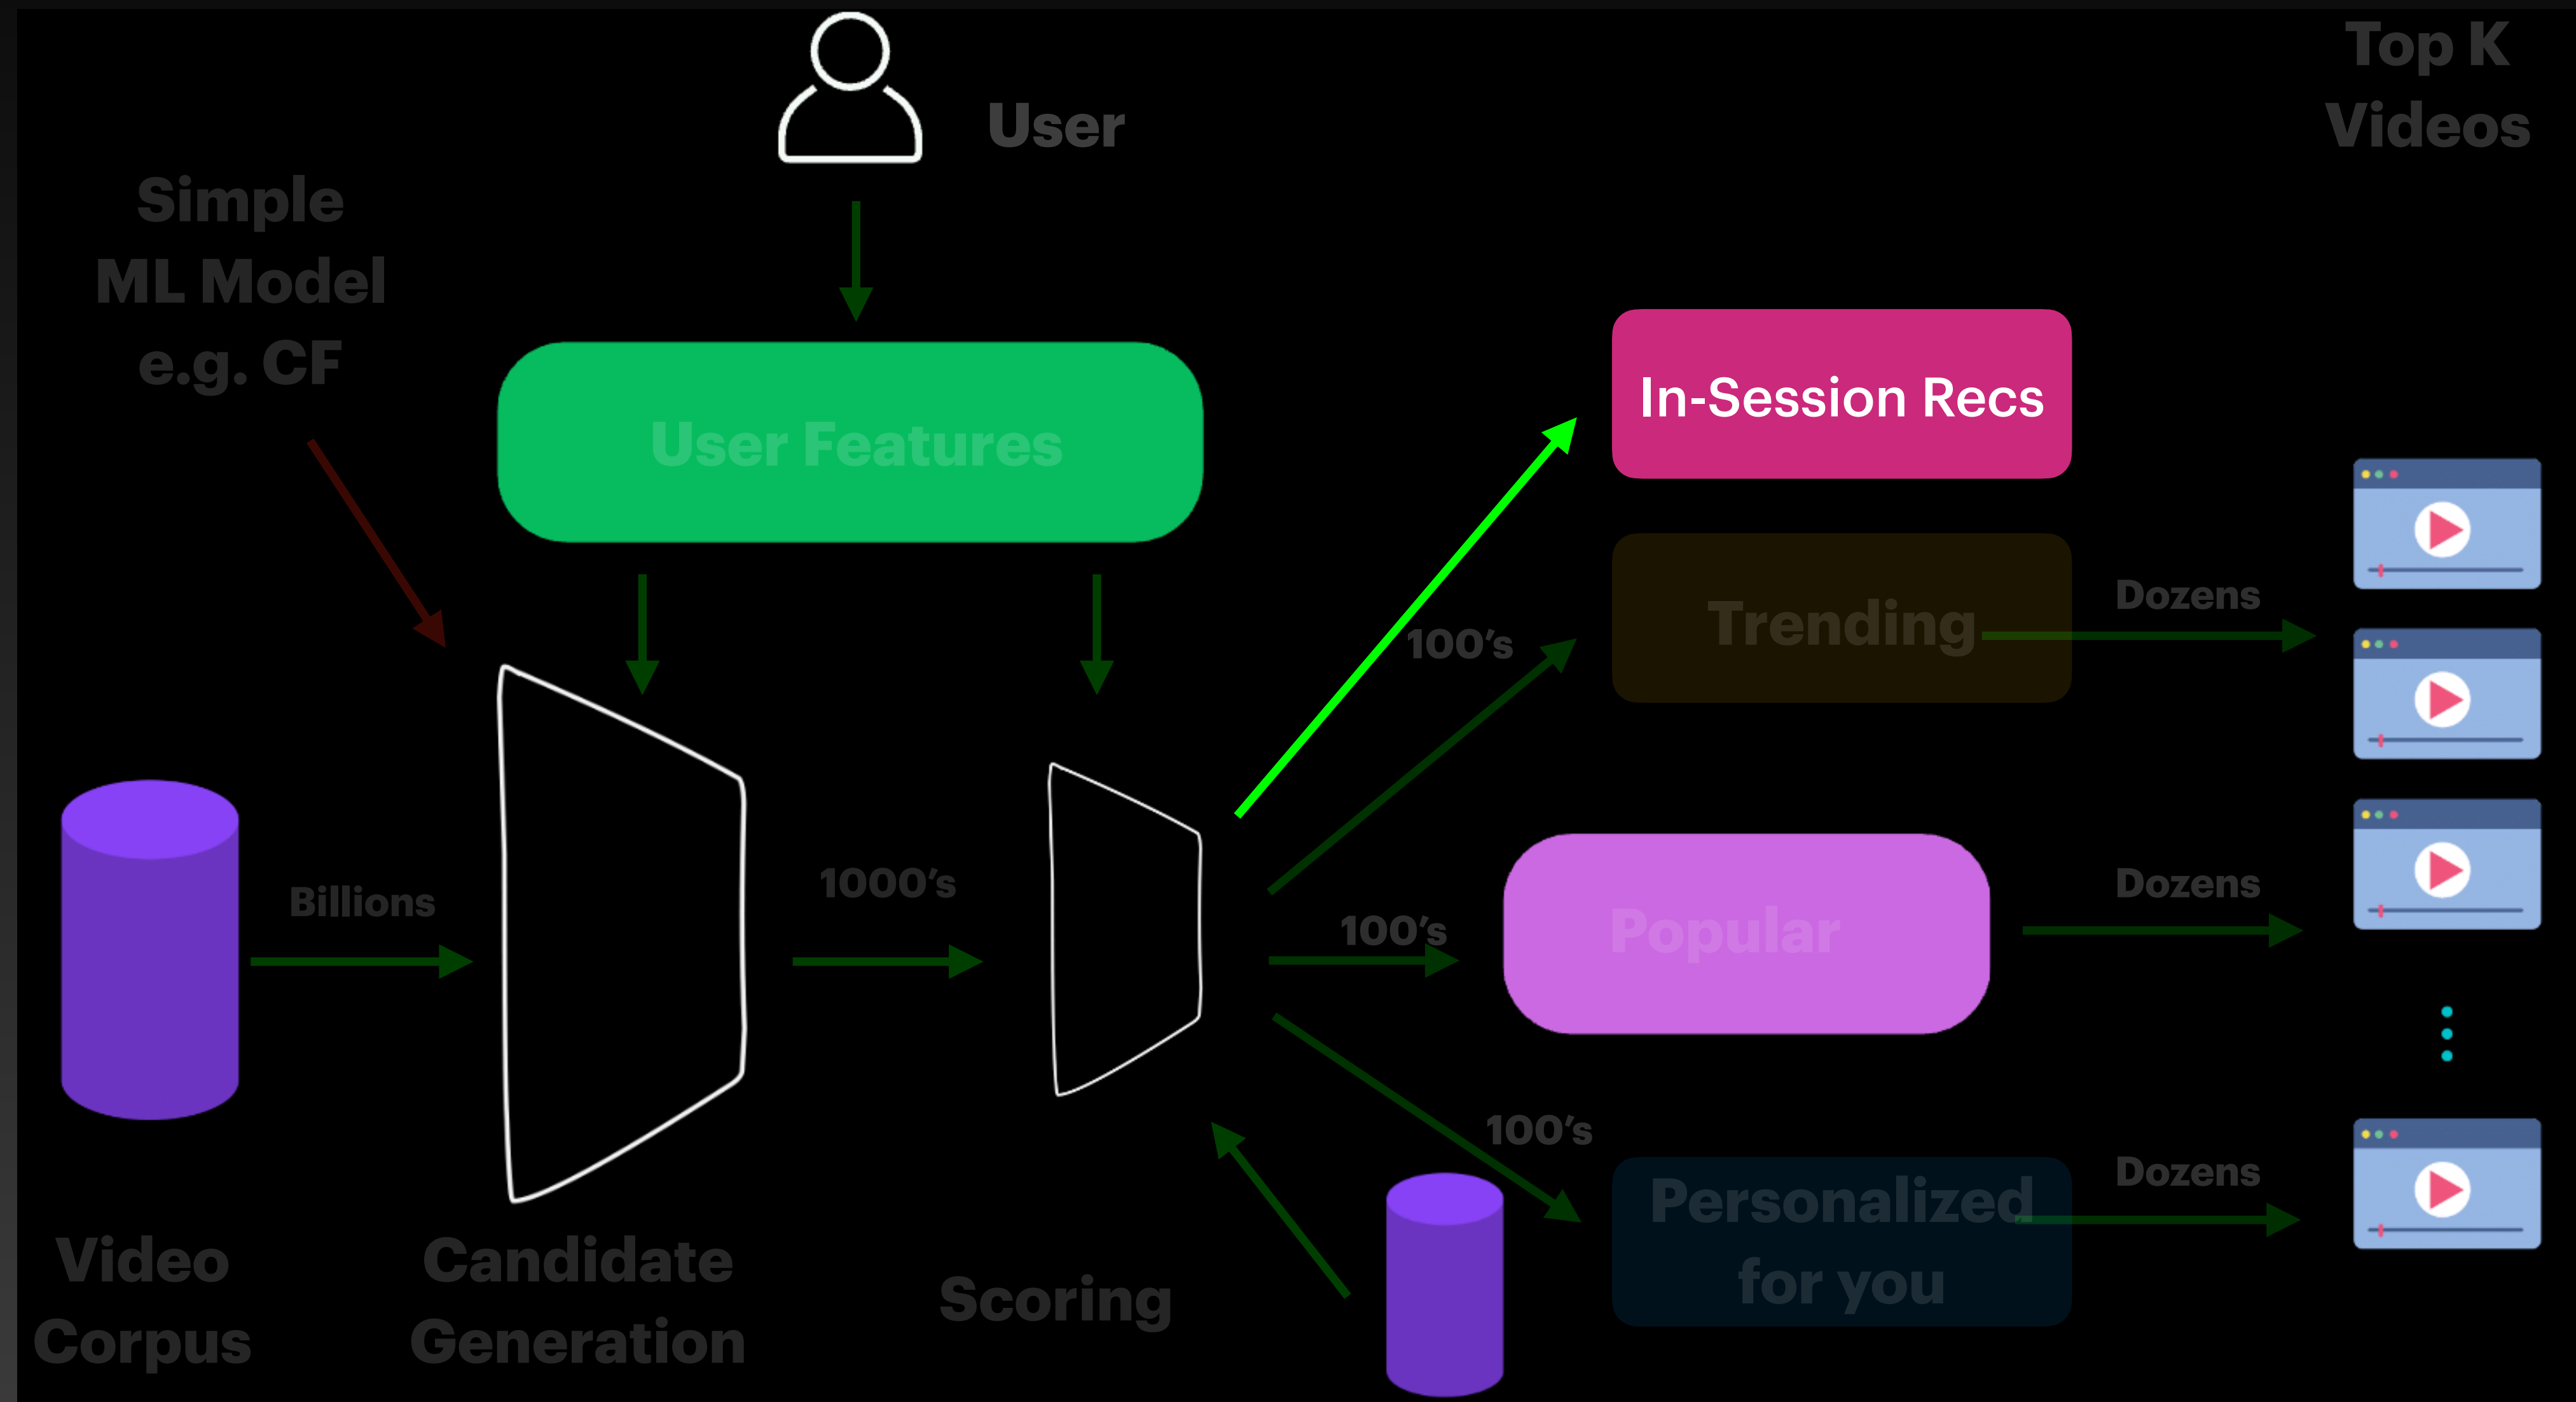 Top K
Videos
User
Simple
ML Model
e.g. CF
User Features
In-Session Recs
Trending
Dozens
100's
Billions
1000's
100's
Popular
Dozens
100's
Personalized
for you
Dozens
Video
Corpus
Candidate
Generation
Scoring